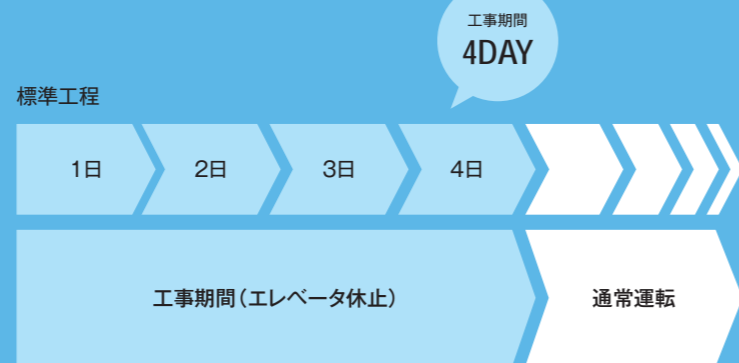 工事期間
4DAY
標準工程
1日
2日
3日
4日
工事期間(エレベータ休止)
通常運転